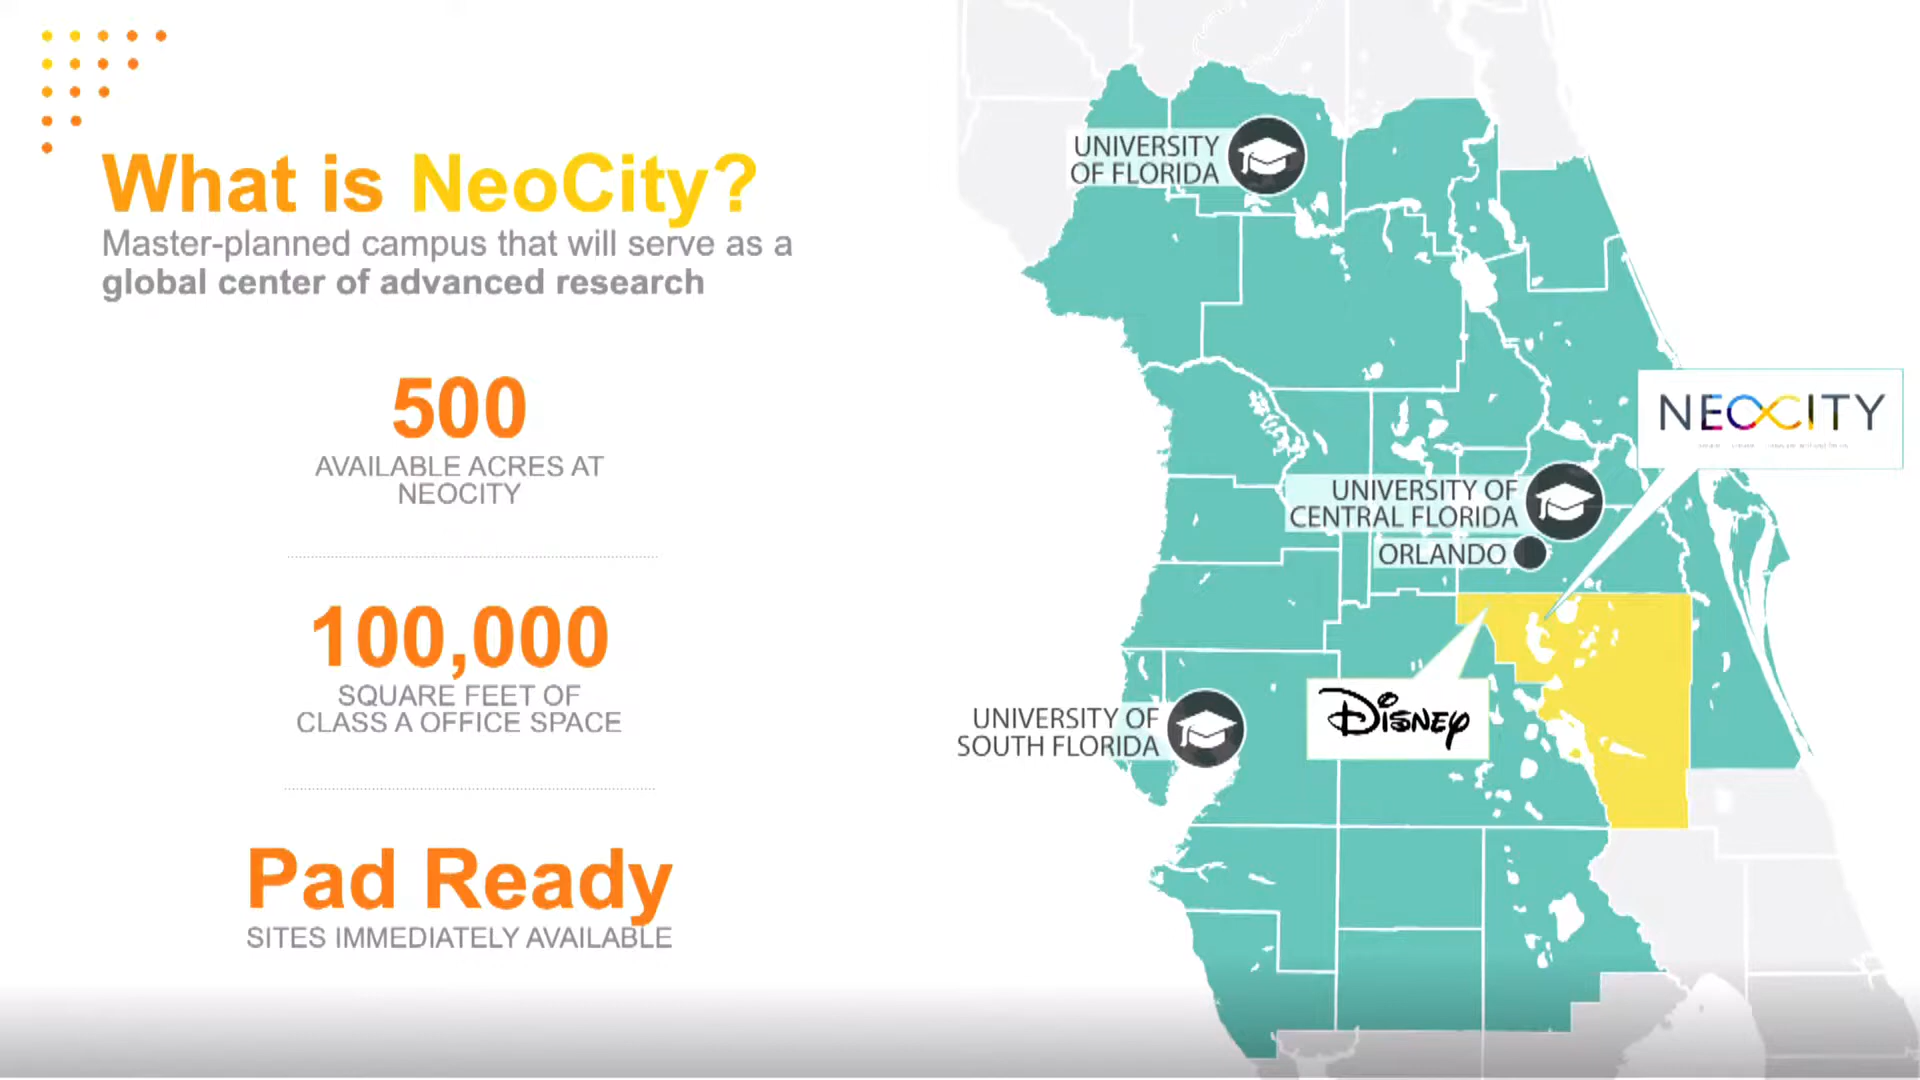 What is NeoCity?
Master-planned campus that will serve as a
global center of advanced research
500
AVAILABLE ACRES AT
NEOCITY
100,000
SQUARE FEET OF
CLASS A OFFICE SPACE
Pad Ready
SITES IMMEDIATELY AVAILABLE
UNIVERSITY
OF FLORIDA
NEOCITY
UNIVERSITY OF
CENTRAL FLORIDA
ORLANDO
UNIVERSITY OF
SOUTH FLORIDA
DISNEY